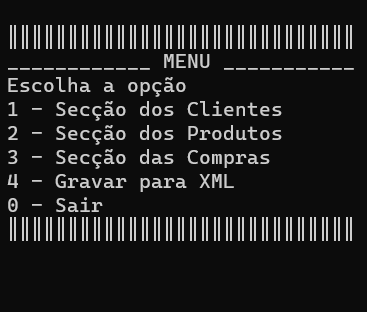 ‖‖‖‖‖‖‖‖‖‖‖‖‖‖‖‖‖‖‖‖‖‖‖‖‖‖‖‖‖
____________ MENU ___________
Escolha a opção
1 - Secção dos Clientes
2 - Secção dos Produtos
3 - Secção das Compras
4 - Gravar para XML
0 - Sair
‖‖‖‖‖‖‖‖‖‖‖‖‖‖‖‖‖‖‖‖‖‖‖‖‖‖‖‖‖